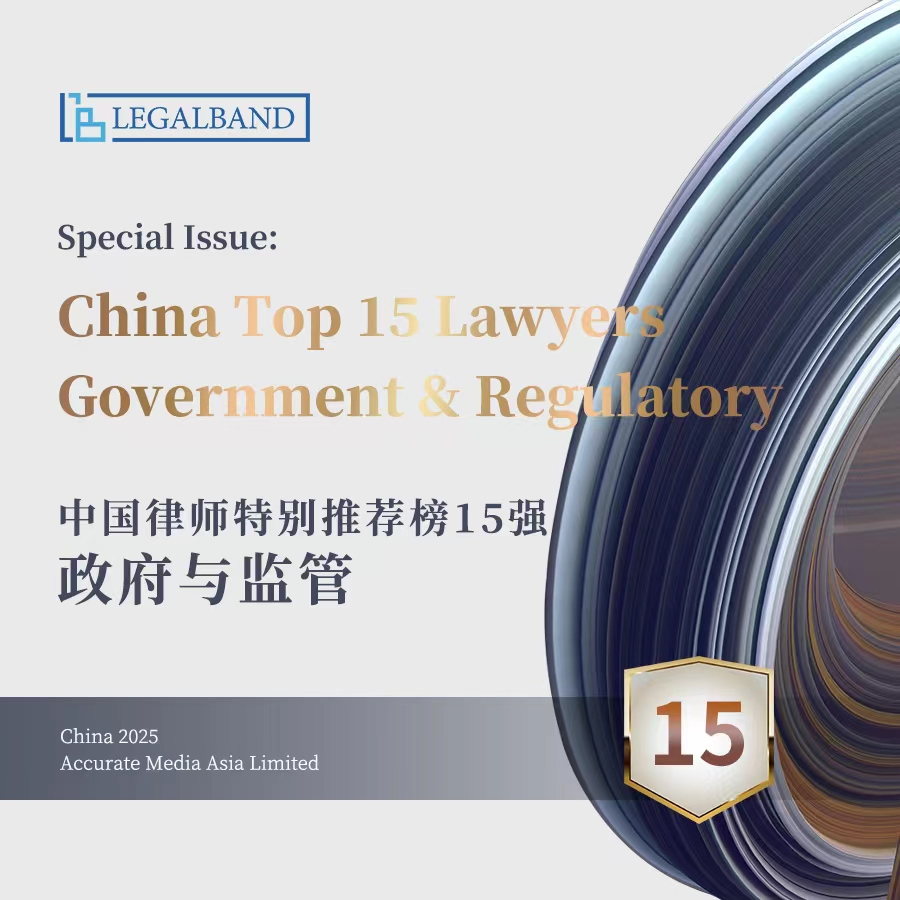 LEGALBAND
Special Issue:
China Top 15 Lawyers
Government & Regulatory
中国律师特别推荐榜15强
政府与监管
China 2025
Accurate Media Asia Limited
15